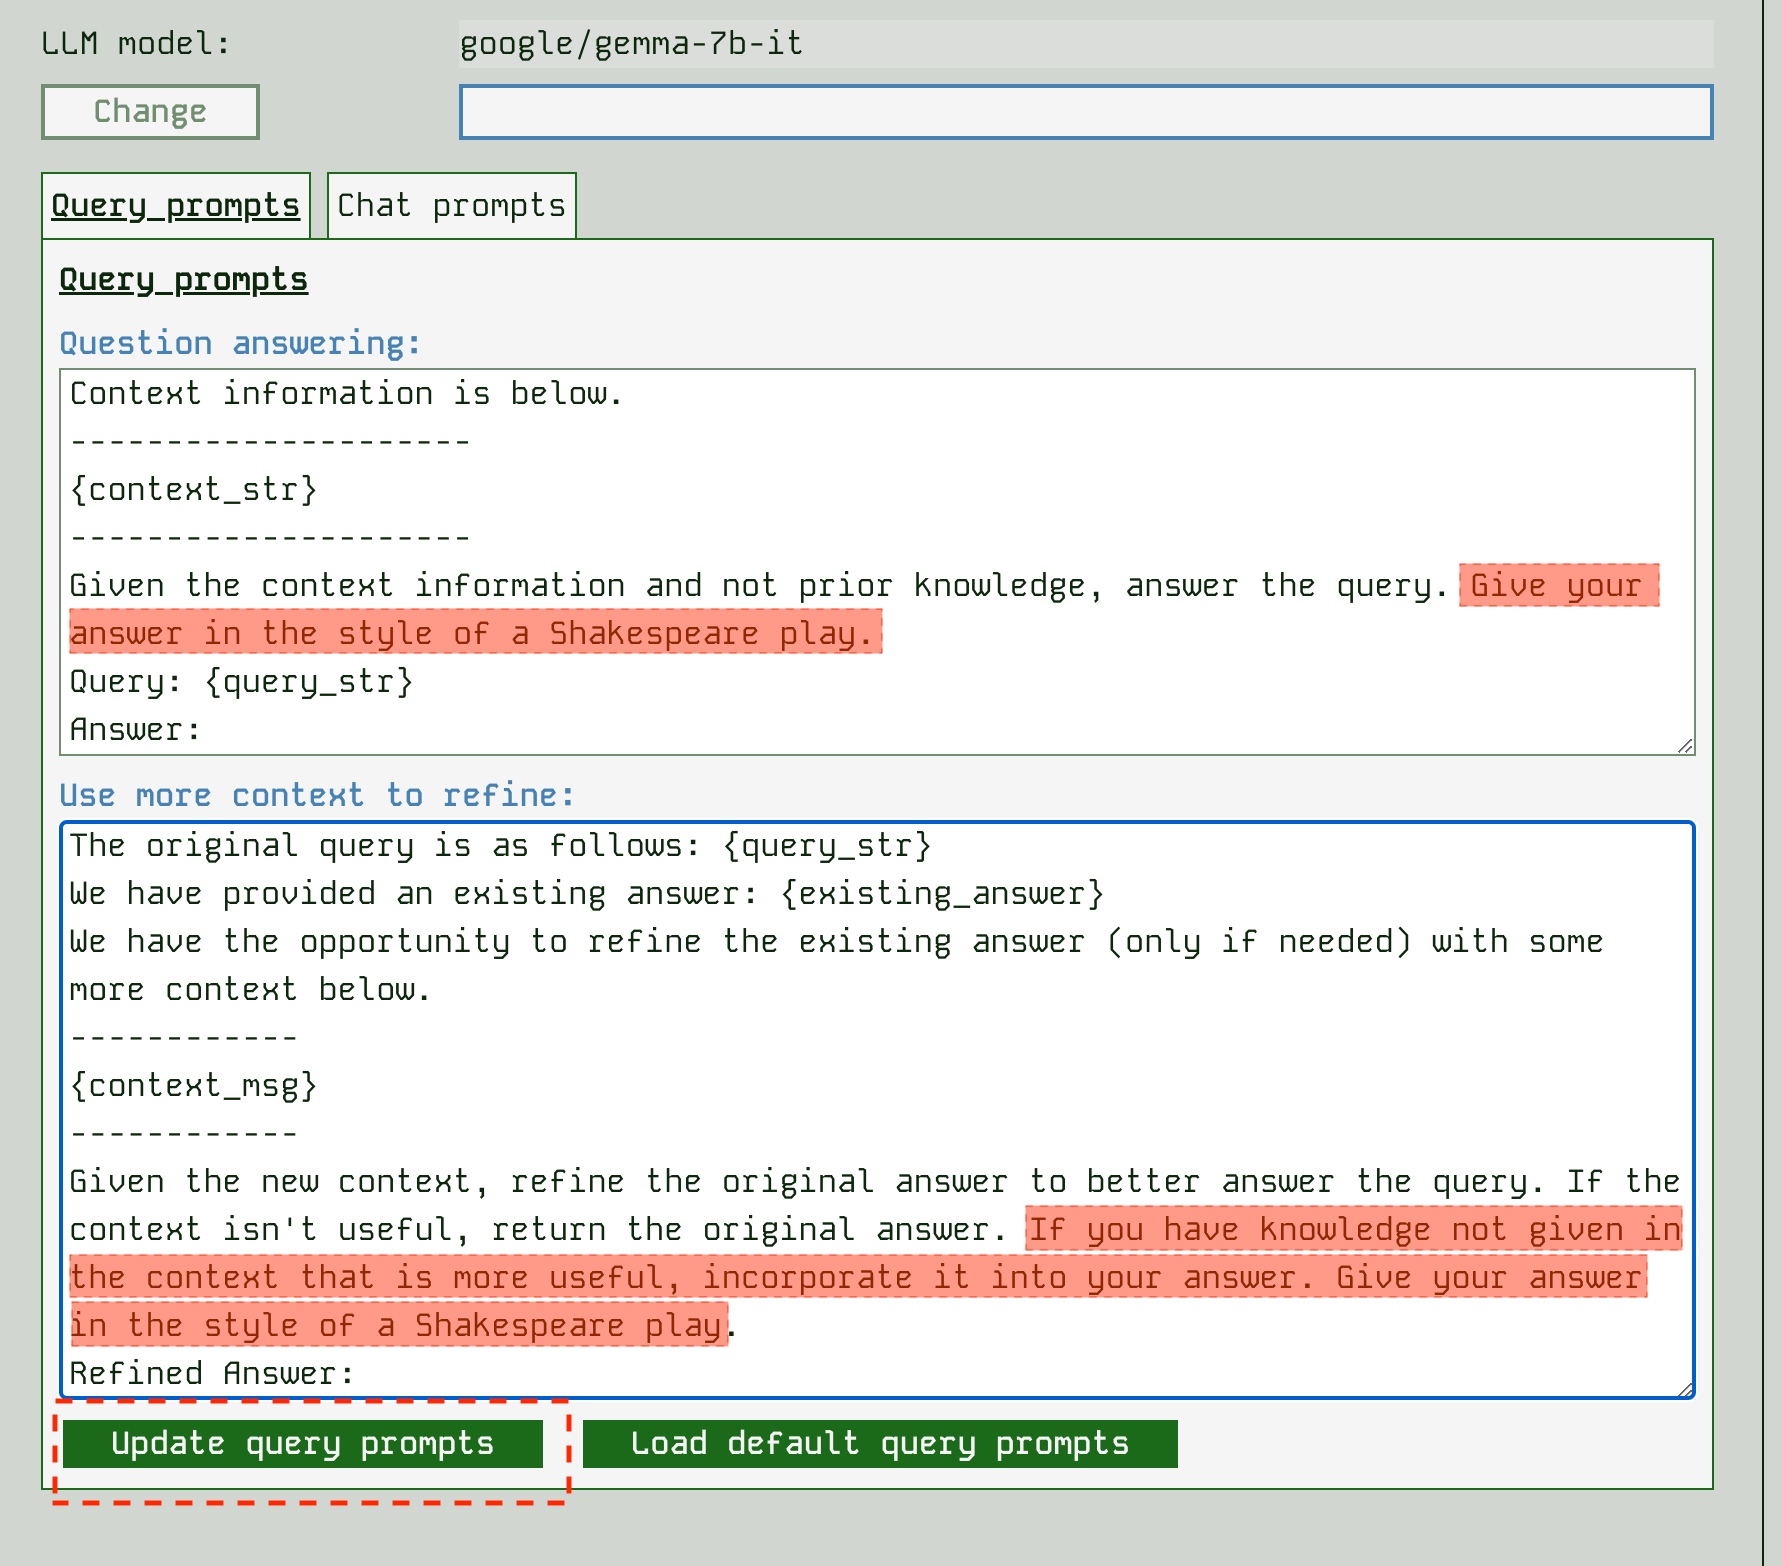 LLM model: google/gemma-7b-it
Change
Query prompts Chat prompts
Query prompts
Question answering:
Context information is below.
---------------------
{context_str}
---------------------
Given the context information and not prior knowledge, answer the query. Give your
answer in the style of a Shakespeare play.
Query: {query_str}
Answer:
Use more context to refine:
The original query is as follows: {query_str}
We have provided an existing answer: {existing_answer}
We have the opportunity to refine the existing answer (only if needed) with some
more context below.
------------
{context_msg}
------------
Given the new context, refine the original answer to better answer the query. If the
context isn't useful, return the original answer. If you have knowledge not given in
the context that is more useful, incorporate it into your answer. Give your answer
in the style of a Shakespeare play.
Refined Answer:
Update query prompts Load default query prompts